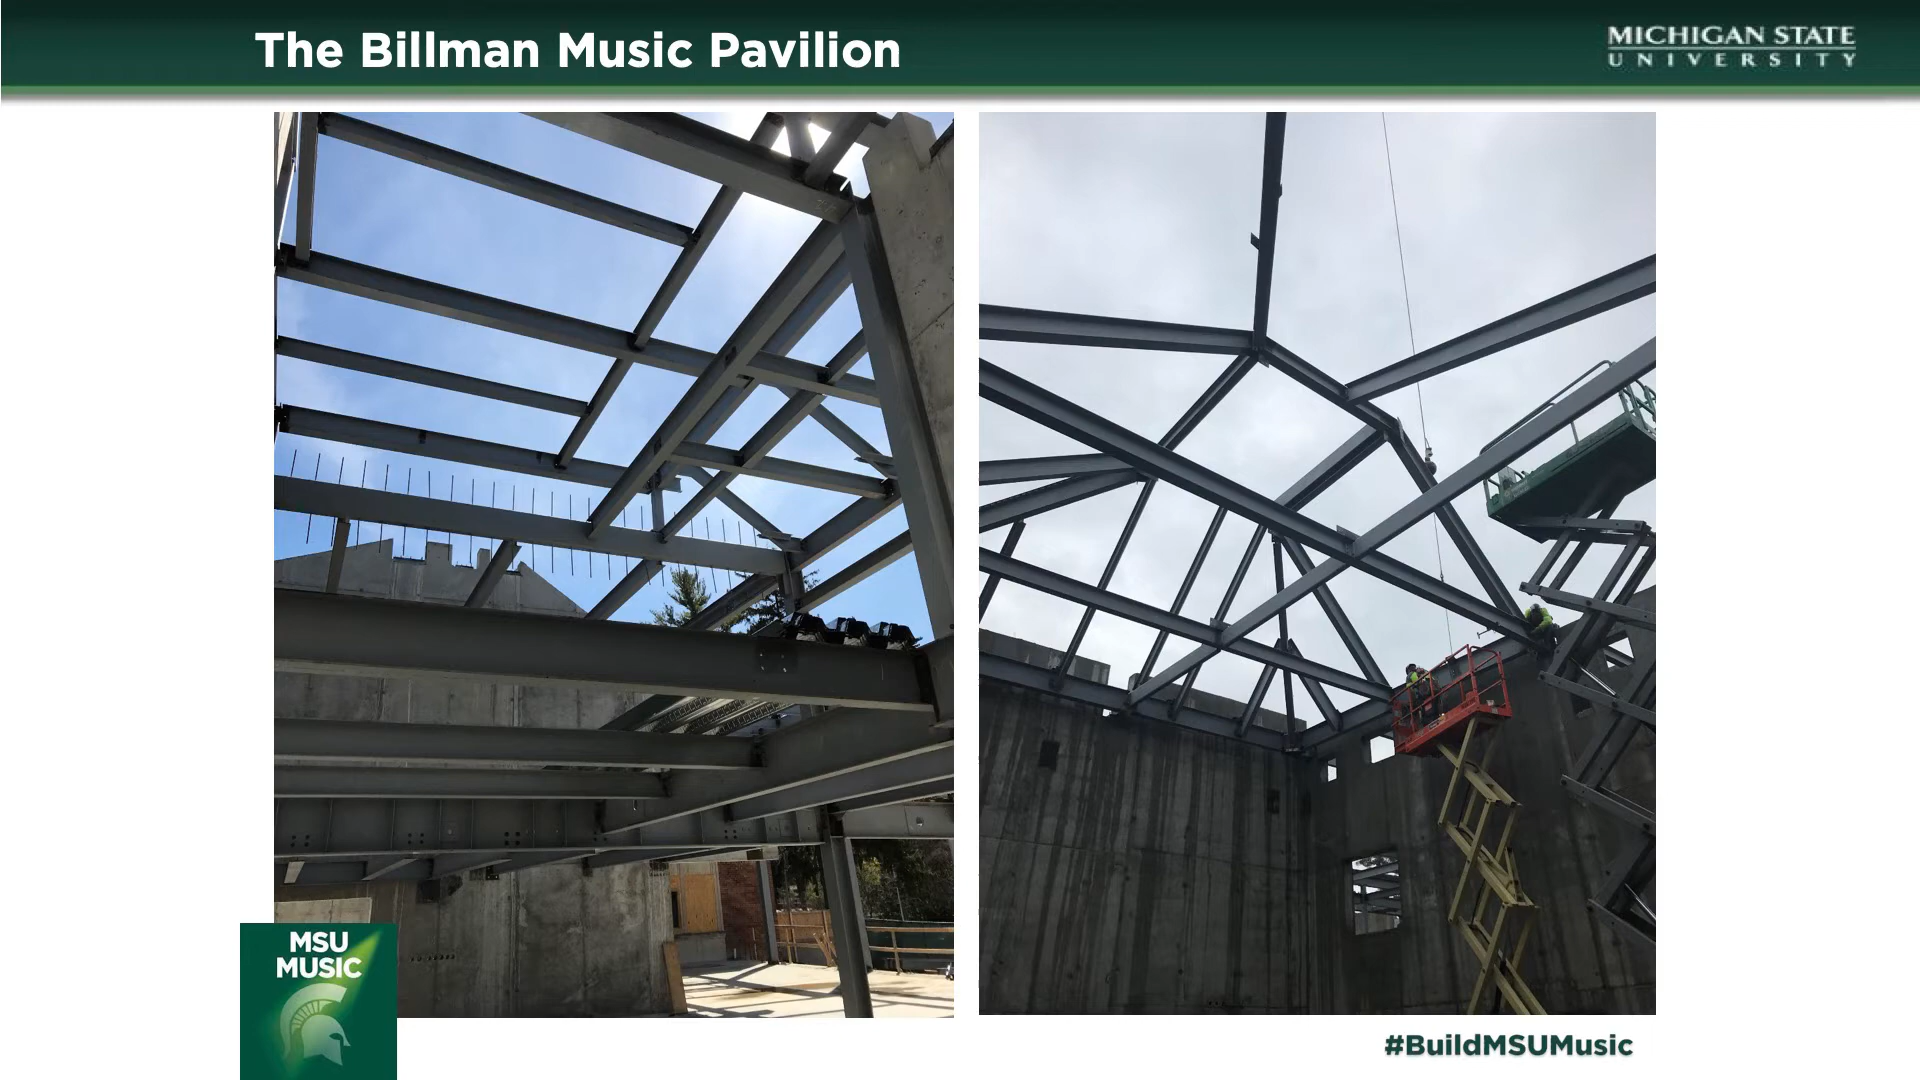 The Billman Music Pavilion
MICHIGAN STATE
UNIVERSITY
MSU
MUSIC
#BuildMSUMusic